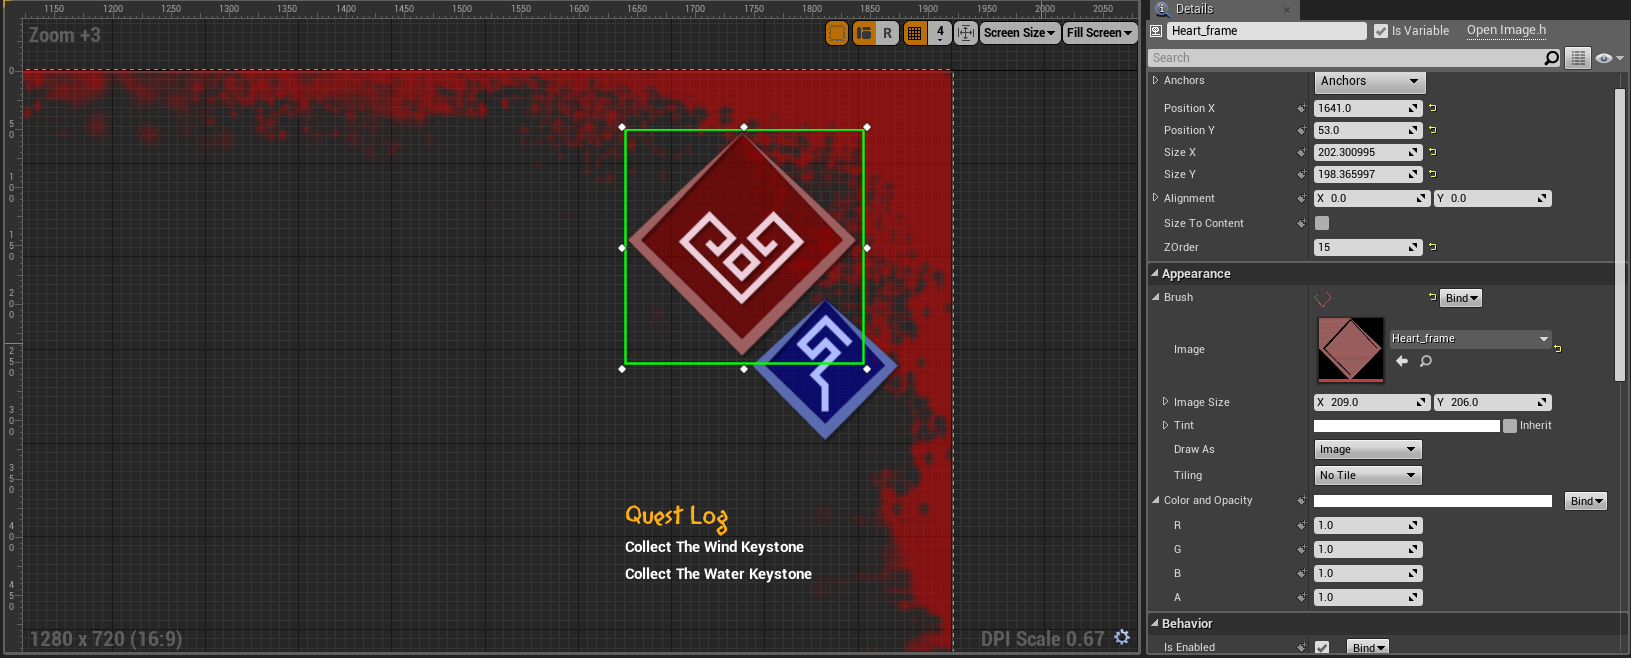 1150 1200 1250 1300 1350 1400 1450 1500 1550 1600 1650 1700 1750 1800 1850 1900 1950 2000 2050
Zoom +3
R
4
Screen Size
Fill Screen
0
50
100
150
200
250
300
350
400
450
Quest Log
Collect The Wind Keystone
Collect The Water Keystone
1280 x 720 (16:9)
DPI Scale 0.67
Details
Heart_frame
Is Variable
Open Image.h
Search
Anchors
Anchors
Position X
1641.0
Position Y
53.0
Size X
202.300995
Size Y
198.365997
Alignment
X 0.0
Y 0.0
Size To Content
ZOrder
15
Appearance
Brush
Bind
Image
Heart_frame
Image Size
X 209.0
Y 206.0
Tint
Inherit
Draw As
Image
Tiling
No Tile
Color and Opacity
Bind
R
1.0
G
1.0
B
1.0
A
1.0
Behavior
Is Enabled
Bind